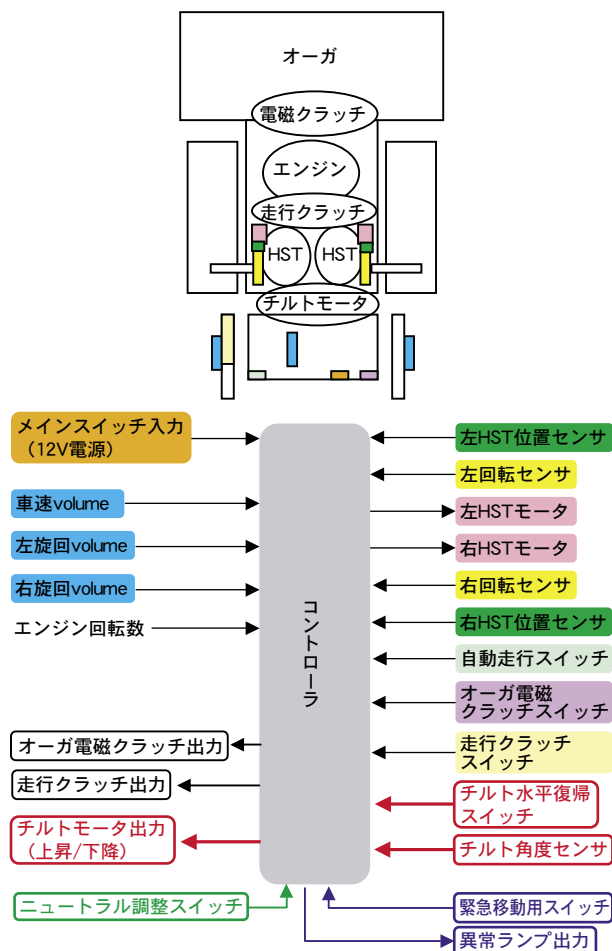 オーガ
電磁クラッチ
エンジン
走行クラッチ
HST
HST
チルトモータ
メインスイッチ入力
（12V電源）
車速volume
左旋回volume
右旋回volume
エンジン回転数
オーガ電磁クラッチ出力
走行クラッチ出力
チルトモータ出力
（上昇/下降）
ニュートラル調整スイッチ
コントローラ
左HST位置センサ
左回転センサ
左HSTモータ
右HSTモータ
右回転センサ
右HST位置センサ
自動走行スイッチ
オーガ電磁
クラッチスイッチ
走行クラッチ
スイッチ
チルト水平復帰
スイッチ
チルト角度センサ
緊急移動用スイッチ
異常ランプ出力